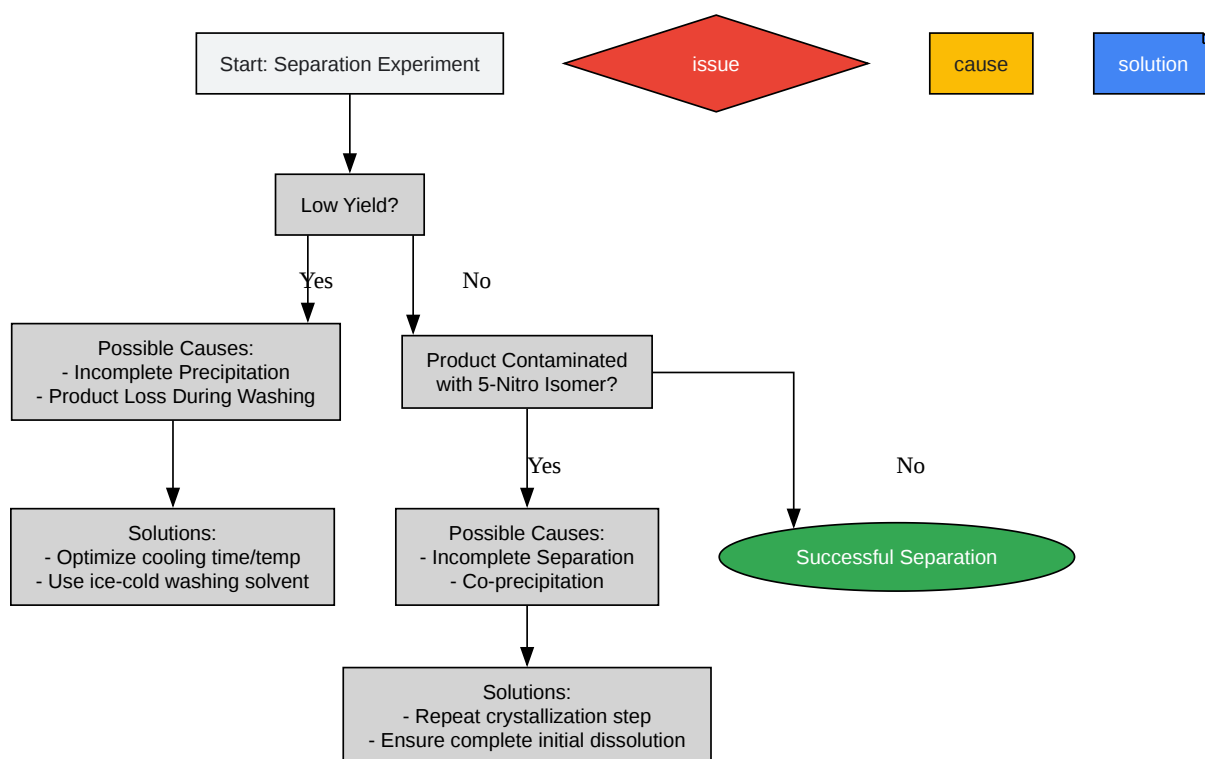 Start: Separation Experiment
issue
cause
solution
Low Yield?
Yes
No
Possible Causes:
- Incomplete Precipitation
- Product Loss During Washing
Product Contaminated
with 5-Nitro Isomer?
Yes
No
Solutions:
- Optimize cooling time/temp
- Use ice-cold washing solvent
Possible Causes:
- Incomplete Separation
- Co-precipitation
Successful Separation
Solutions:
- Repeat crystallization step
- Ensure complete initial dissolution